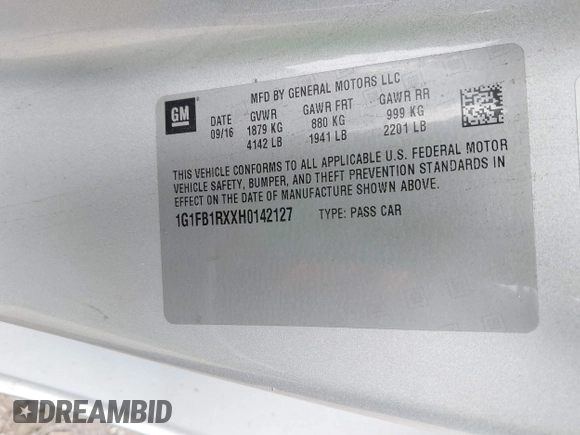 MFD BY GENERAL MOTORS LLC
GM
DATE GVWR GAWR FRT GAWR RR
09/16 1879 KG 880 KG 999 KG
4142 LB 1941 LB 2201 LB
THIS VEHICLE CONFORMS TO ALL APPLICABLE U.S. FEDERAL MOTOR
VEHICLE SAFETY, BUMPER, AND THEFT PREVENTION STANDARDS IN
EFFECT ON THE DATE OF MANUFACTURE SHOWN ABOVE.
1G1FB1RXXH0142127 TYPE: PASS CAR
DREAMBID